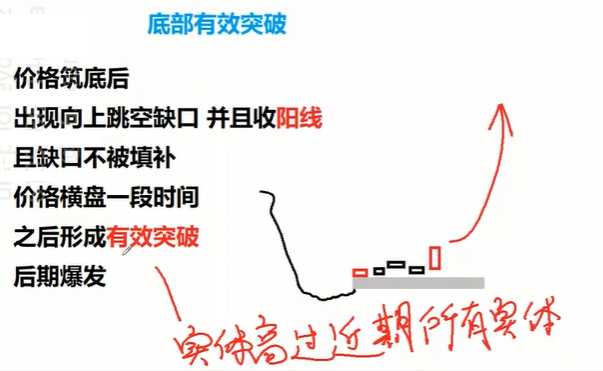 底部有效突破
价格筑底后
出现向上跳空缺口 并且收阳线
且缺口不被填补
价格横盘一段时间
之后形成有效突破
后期爆发
实体高过近期所有实体